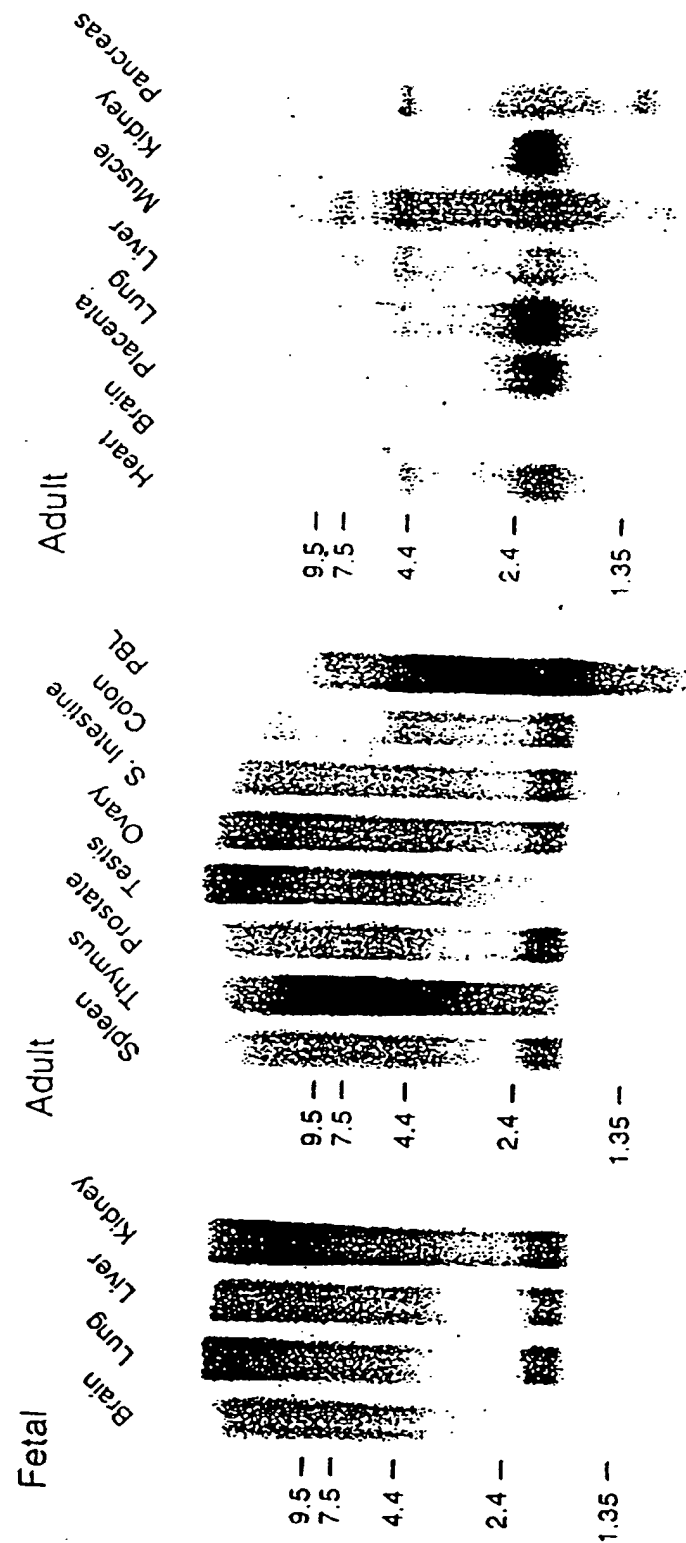 Fetal
Brain
Lung
Liver
Kidney
9.5
7.5
4.4
2.4
1.35
Adult
Spleen
Thymus
Prostate
Testis
Ovary
S. Intestine
Colon
PBL
9.5
7.5
4.4
2.4
1.35
Adult
Heart
Brain
Placenta
Lung
Liver
Muscle
Kidney
Pancreas
9.5
7.5
4.4
2.4
1.35